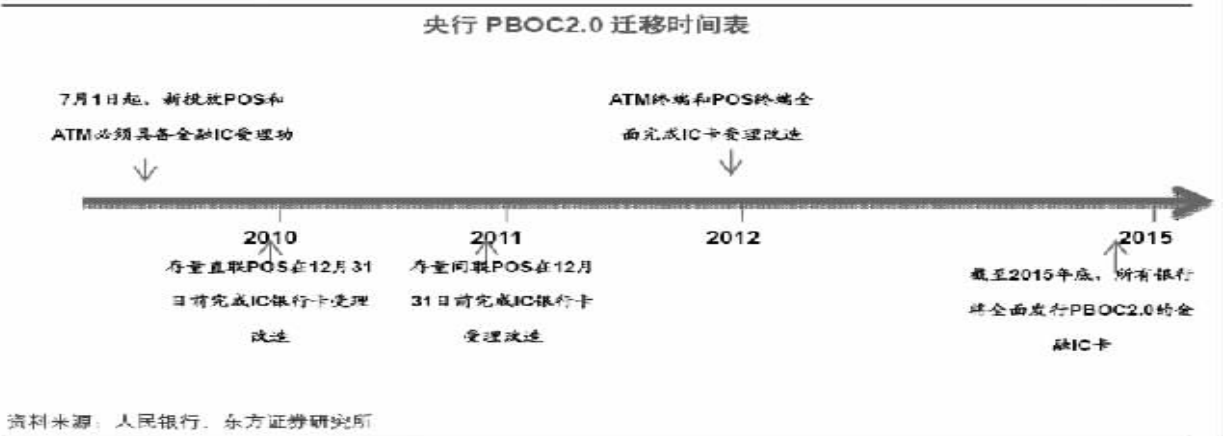 央行 PBOC2.0 迁移时间表
7月1日起、新投放POS和
ATM必须具备金融IC受理功
ATM终端和POS终端全
面完成IC卡受理改造
2010
2011
2012
2015
存量直联POS在12月31
日前完成IC银行卡受理
改造
存量间联POS在12月
31日前完成IC银行卡
受理改造
截至2015年底、所有银行
将全面发行PBOC2.0的金
融IC卡
资料来源：人民银行、东方证券研究所